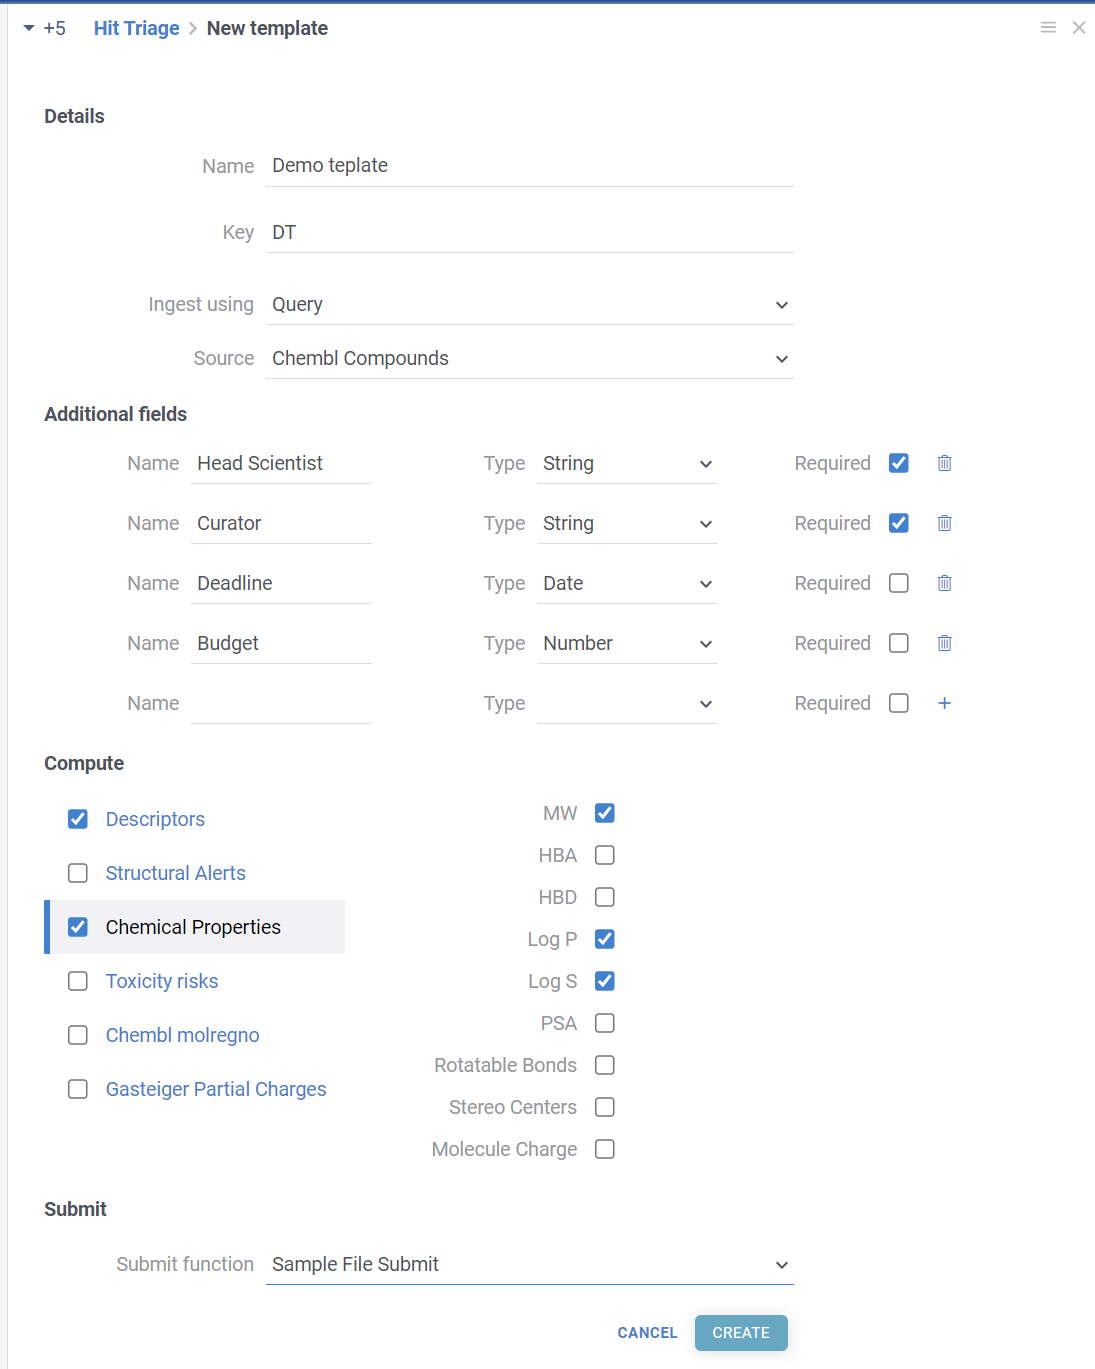 +5 Hit Triage > New template
Details
Name Demo teplate
Key DT
Ingest using Query
Source Chembl Compounds
Additional fields
Name Head Scientist Type String Required
Name Curator Type String Required
Name Deadline Type Date Required
Name Budget Type Number Required
Name Type Required +
Compute
Descriptors
Structural Alerts
Chemical Properties
Toxicity risks
Chembl molregno
Gasteiger Partial Charges
MW
HBA
HBD
Log P
Log S
PSA
Rotatable Bonds
Stereo Centers
Molecule Charge
Submit
Submit function Sample File Submit
CANCEL CREATE